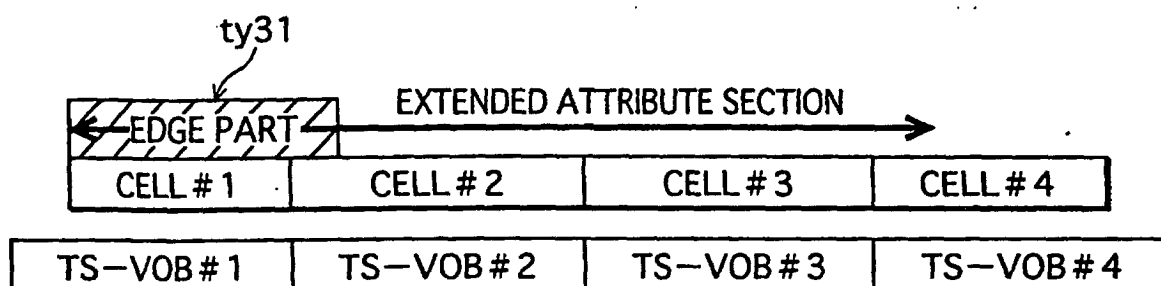 ty31
EXTENDED ATTRIBUTE SECTION
EDGE PART
CELL#1 CELL#2 CELL#3 CELL#4
TS-VOB#1 TS-VOB#2 TS-VOB#3 TS-VOB#4